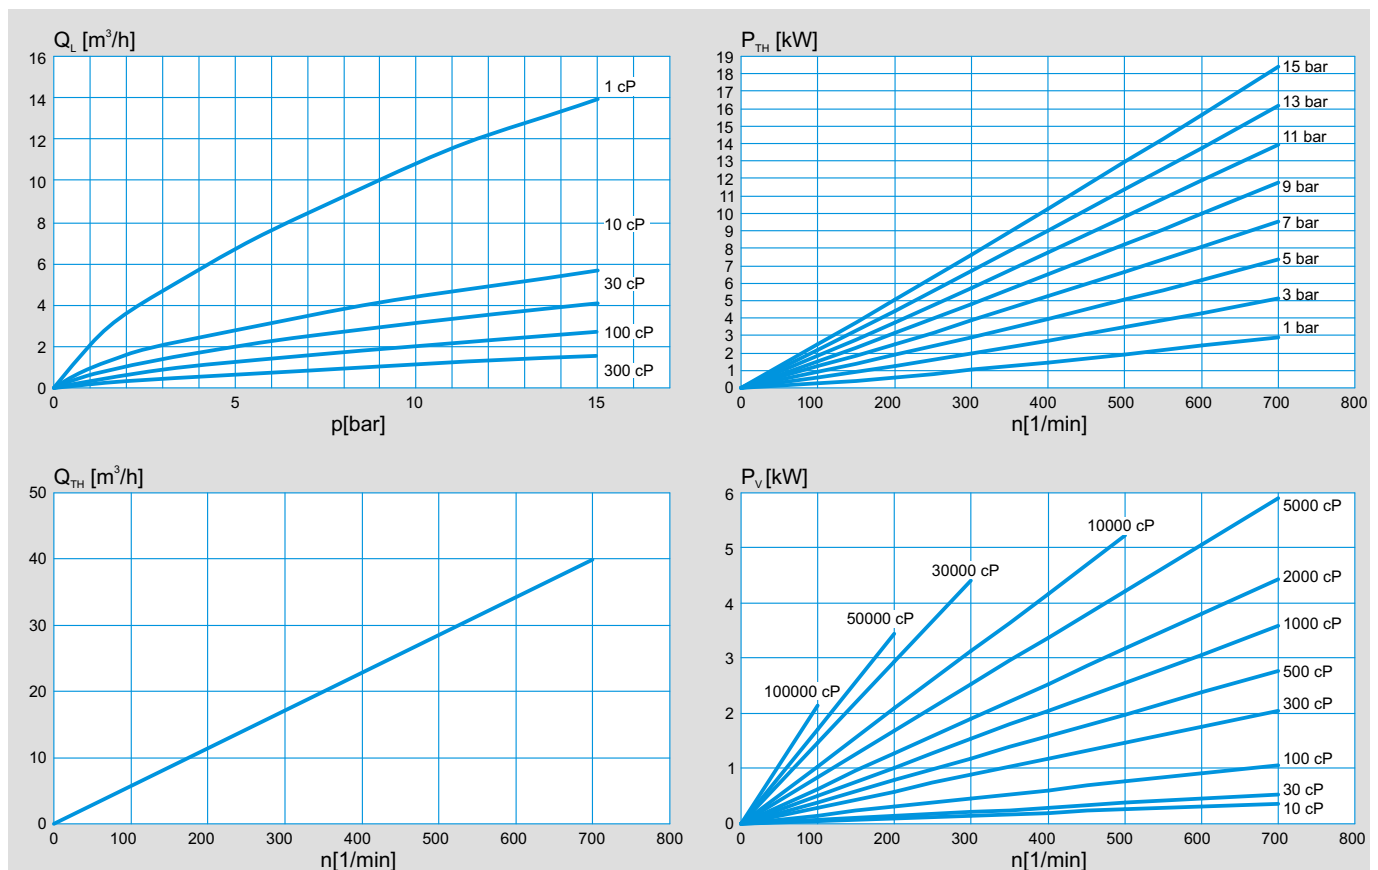 Q_L [m³/h]
16
14
12
10
8
6
4
2
0
1 cP
10 cP
30 cP
100 cP
300 cP
0 5 10 15
p[bar]
P_TH [kW]
19
18
17
16
15
14
13
12
11
10
9
8
7
6
5
4
3
2
1
0
15 bar
13 bar
11 bar
9 bar
7 bar
5 bar
3 bar
1 bar
0 100 200 300 400 500 600 700 800
n[1/min]
Q_TH [m³/h]
50
40
30
20
10
0
0 100 200 300 400 500 600 700 800
n[1/min]
P_V [kW]
6
5
4
3
2
1
0
100000 cP
50000 cP
30000 cP
10000 cP
5000 cP
2000 cP
1000 cP
500 cP
300 cP
100 cP
30 cP
10 cP
0 100 200 300 400 500 600 700 800
n[1/min]